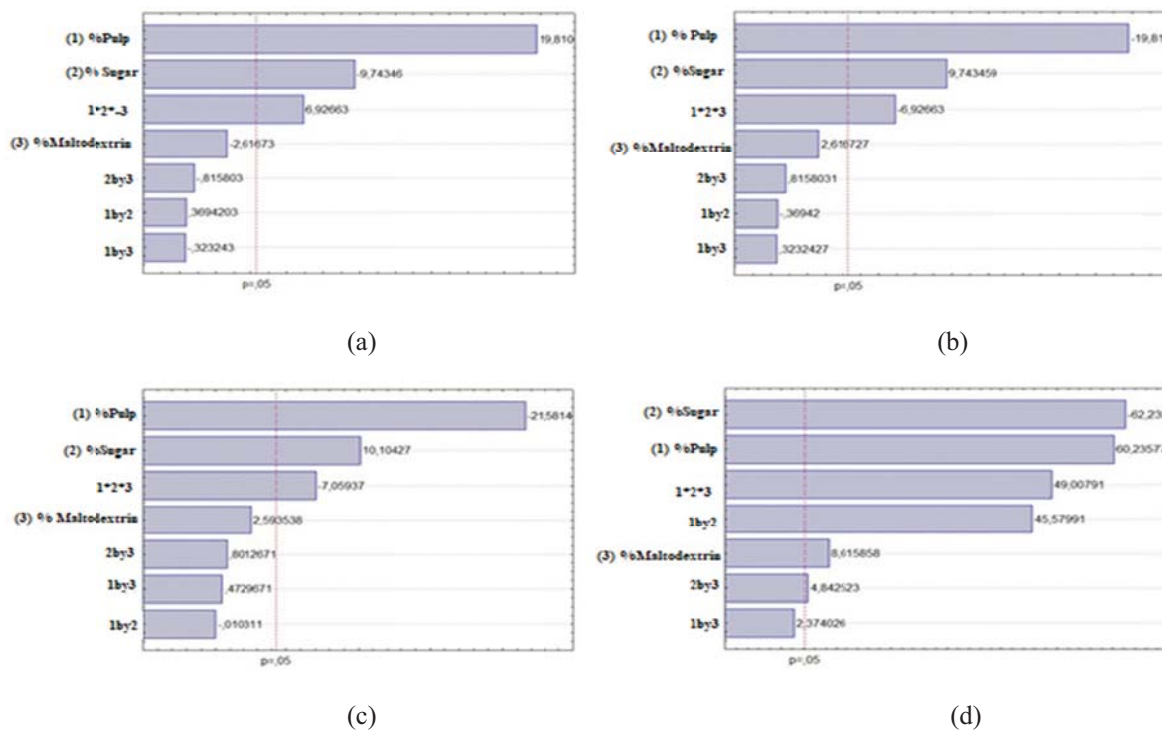 (1) %Pulp
19,810
(2)% Sugar
-9,74346
1*2*-3
6,92663
(3) %Maltodextrin
-2,61673
2by3
-,815803
1by2
,3694203
1by3
-,323243
p=,05
(a)
(1) % Pulp
-19,81
(2) %Sugar
9,743459
1*2*3
-6,92663
(3) %Maltodextrin
2,616727
2by3
,8158031
1by2
-,36942
1by3
,3232427
p=,05
(b)
(1) %Pulp
-21,5814
(2) %Sugar
10,10427
1*2*3
-7,05937
(3) % Maltodextrin
2,593538
2by3
,8012671
1by3
,4729671
1by2
-,010311
p=,05
(c)
(2) %Sugar
-62,23
(1) %Pulp
60,2357
1*2*3
49,00791
1by2
45,57991
(3) %Maltodextrin
8,615858
2by3
4,842523
1by3
2,374026
p=,05
(d)